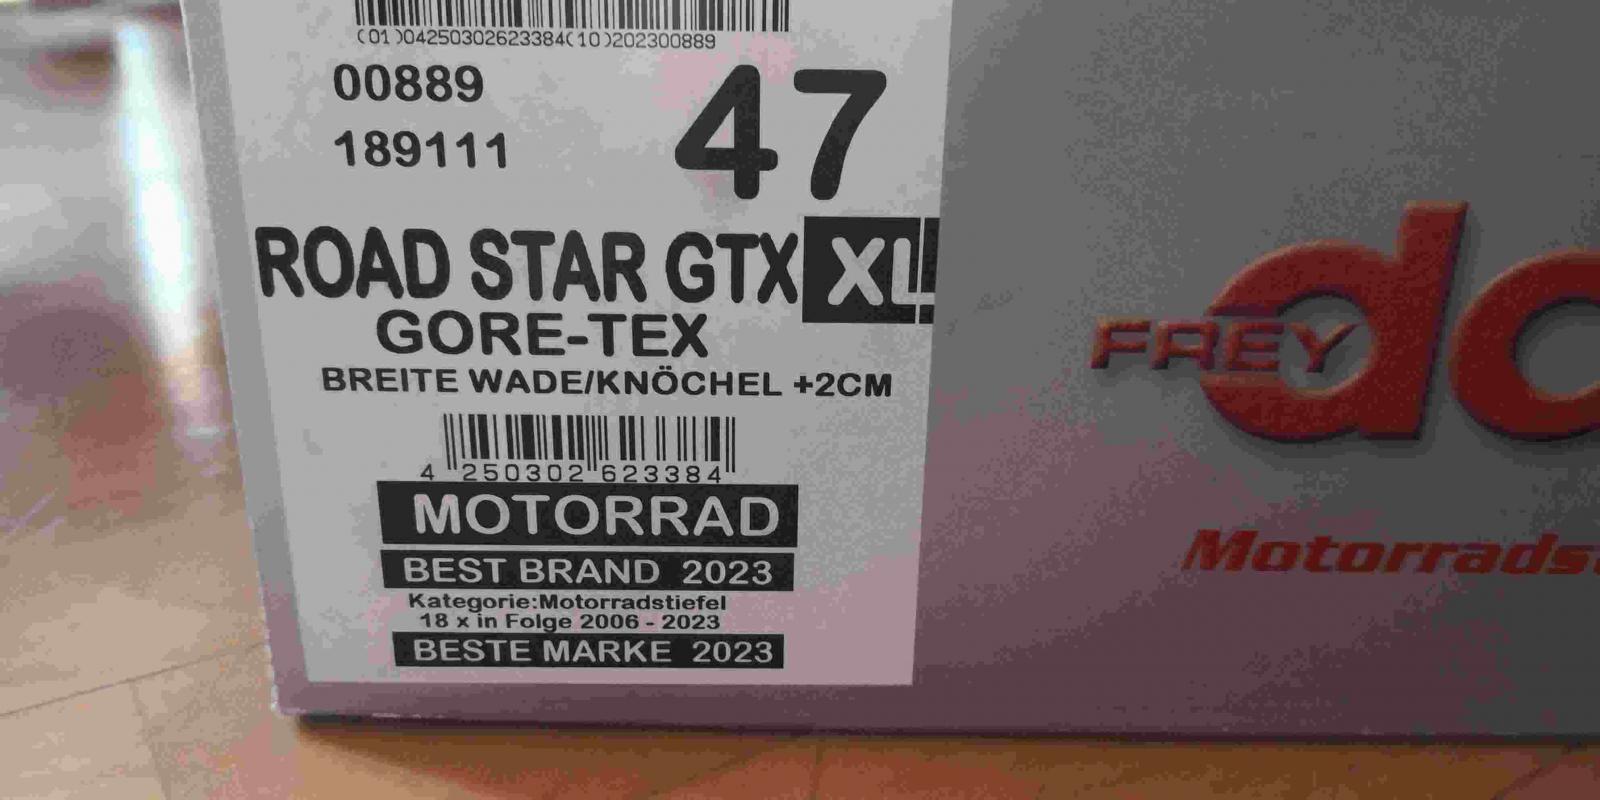 (01)04250302623384(10)202300889
00889
47
189111
ROAD STAR GTX XL!
GORE-TEX
BREITE WADE/KNÖCHEL +2CM
4 250302 623384
MOTORRAD
BEST BRAND 2023
Kategorie:Motorradstiefel
18 x in Folge 2006 - 2023
BESTE MARKE 2023
FREY